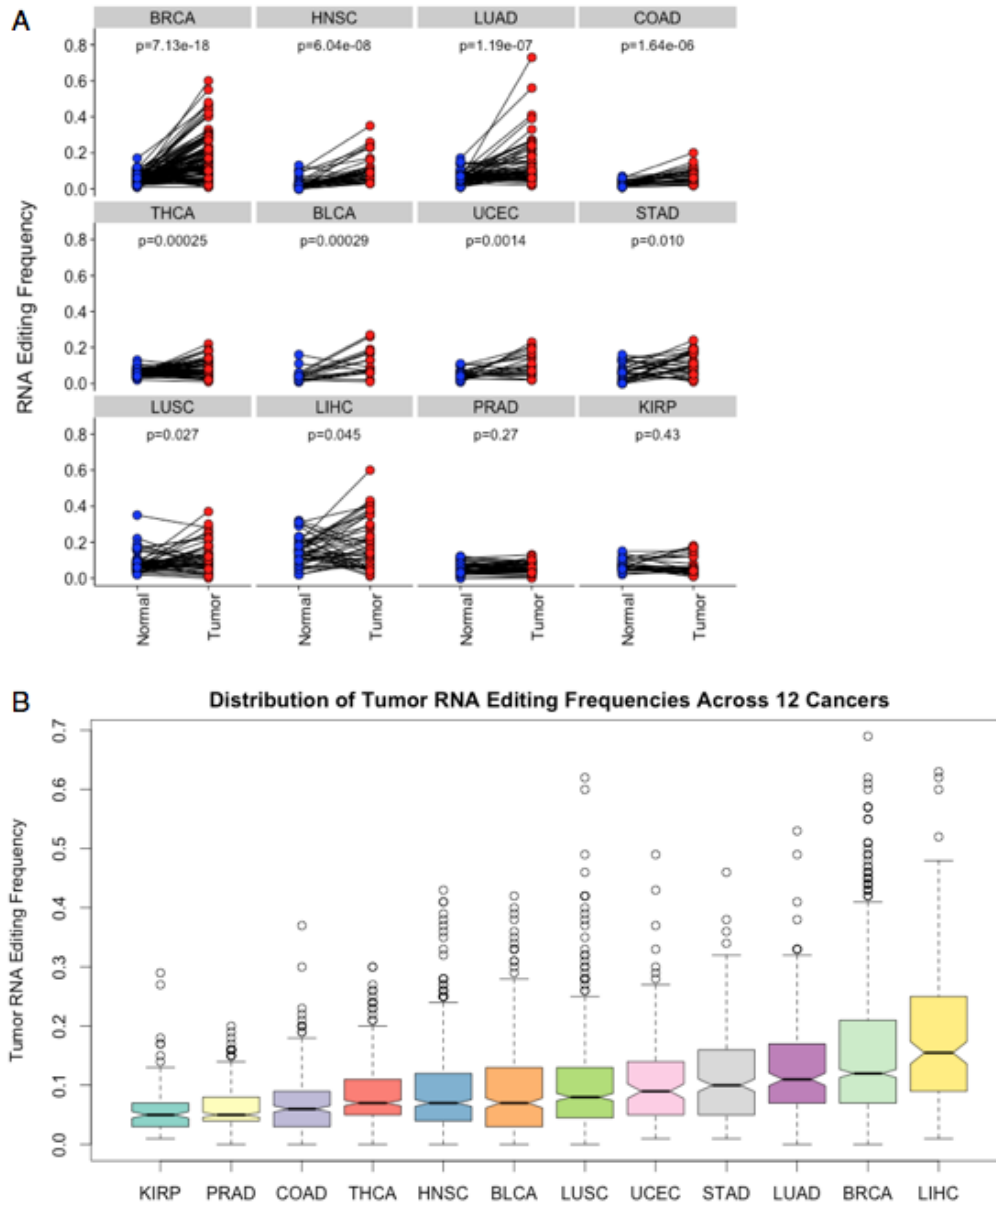 A
BRCA HNSC LUAD COAD
p=7.13e-18 p=6.04e-08 p=1.19e-07 p=1.64e-06
0.8
0.6
0.4
0.2
0.0
THCA BLCA UCEC STAD
p=0.00025 p=0.00029 p=0.0014 p=0.010
0.8
0.6
0.4
0.2
0.0
RNA Editing Frequency
LUSC LIHC PRAD KIRP
p=0.027 p=0.045 p=0.27 p=0.43
0.8
0.6
0.4
0.2
0.0
Normal Tumor Normal Tumor Normal Tumor Normal Tumor
B
Distribution of Tumor RNA Editing Frequencies Across 12 Cancers
Tumor RNA Editing Frequency
0.7
0.6
0.5
0.4
0.3
0.2
0.1
0.0
KIRP PRAD COAD THCA HNSC BLCA LUSC UCEC STAD LUAD BRCA LIHC